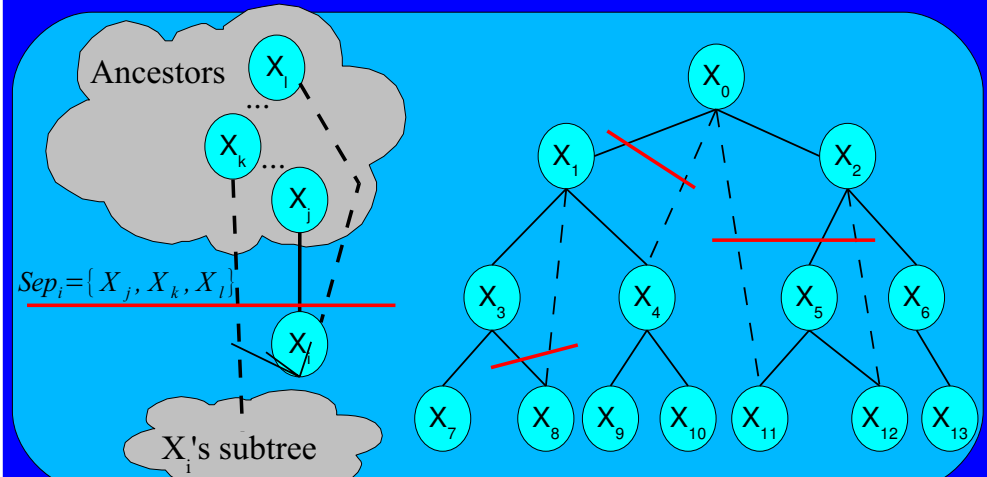 Ancestors
X_l
...
X_k
...
X_j
Sep_i={X_j, X_k, X_l}
X_i
X_i's subtree
X_0
X_1
X_2
X_3
X_4
X_5
X_6
X_7
X_8
X_9
X_10
X_11
X_12
X_13